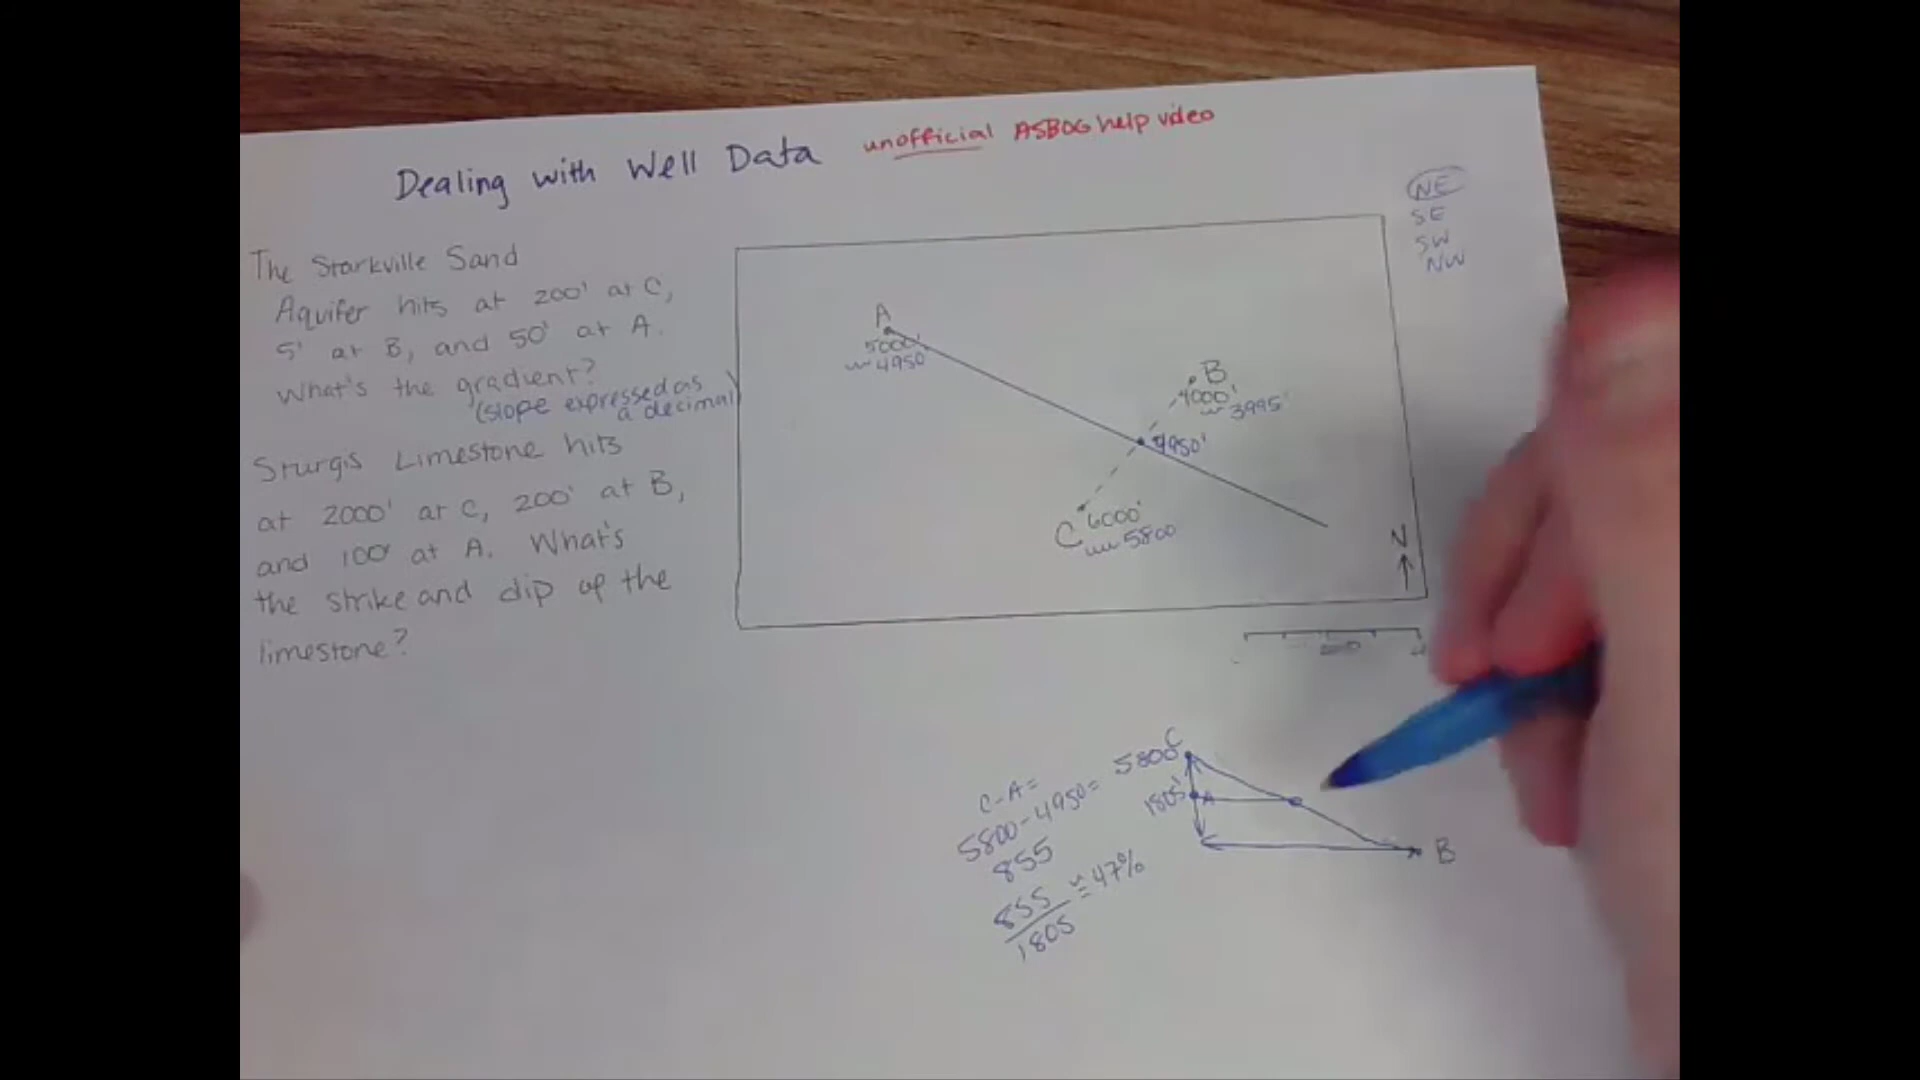 Dealing with Well Data
unofficial ASBOG help video
NE
SE
SW
NW
The Starkville Sand
Aquifer hits at 200' at C,
5' at B, and 50' at A.
What's the gradient?
(slope expressed as
a decimal)
Sturgis Limestone hits
at 2000' at C, 200' at B,
and 100' at A. What's
the strike and dip of the
limestone?
A
5000'
4950'
B
4000'
3995'
4950'
C 6000'
5800
N
C-A=
5800-4950=
855
855
1805
≈47%
C
5800
1805'
A
B